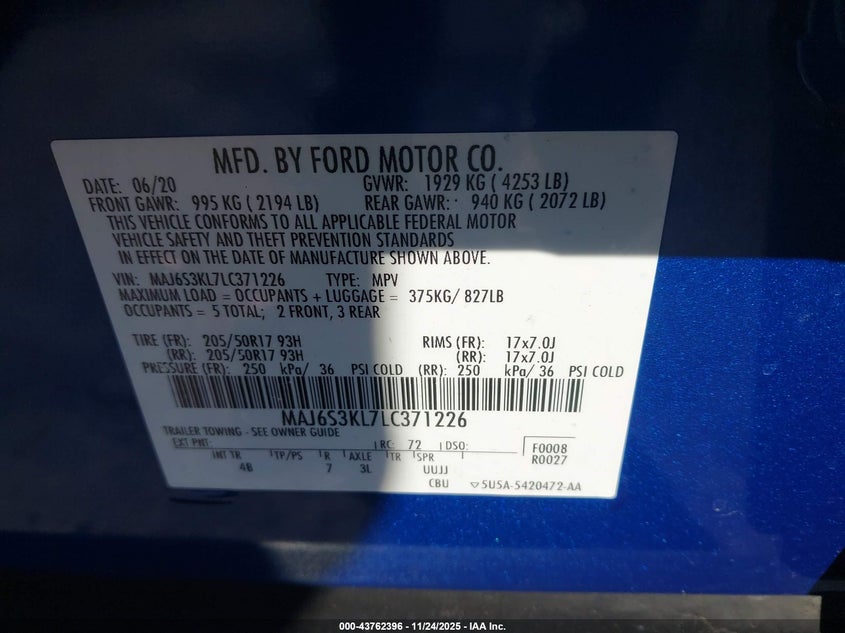 MFD. BY FORD MOTOR CO.
DATE: 06/20 GVWR: 1929 KG ( 4253 LB)
FRONT GAWR: 995 KG ( 2194 LB) REAR GAWR: 940 KG ( 2072 LB)
THIS VEHICLE CONFORMS TO ALL APPLICABLE FEDERAL MOTOR
VEHICLE SAFETY AND THEFT PREVENTION STANDARDS
IN EFFECT ON THE DATE OF MANUFACTURE SHOWN ABOVE.
VIN: MAJ6S3KL7LC371226 TYPE: MPV
MAXIMUM LOAD = OCCUPANTS + LUGGAGE = 375KG/ 827LB
OCCUPANTS = 5 TOTAL; 2 FRONT, 3 REAR
TIRE (FR): 205/50R17 93H RIMS (FR): 17x7.0J
(RR): 205/50R17 93H (RR): 17x7.0J
PRESSURE (FR): 250 kPa/ 36 PSI COLD (RR): 250 kPa/ 36 PSI COLD
MAJ6S3KL7LC371226
TRAILER TOWING - SEE OWNER GUIDE
EXT PNT: RC: 72 DSO: F0008
R0027
INT TR TP/PS R AXLE TR SPR
4B 7 3L UUJJ
CBU 5U5A-5420472-AA
000-43762396 - 11/24/2025 - IAA Inc.